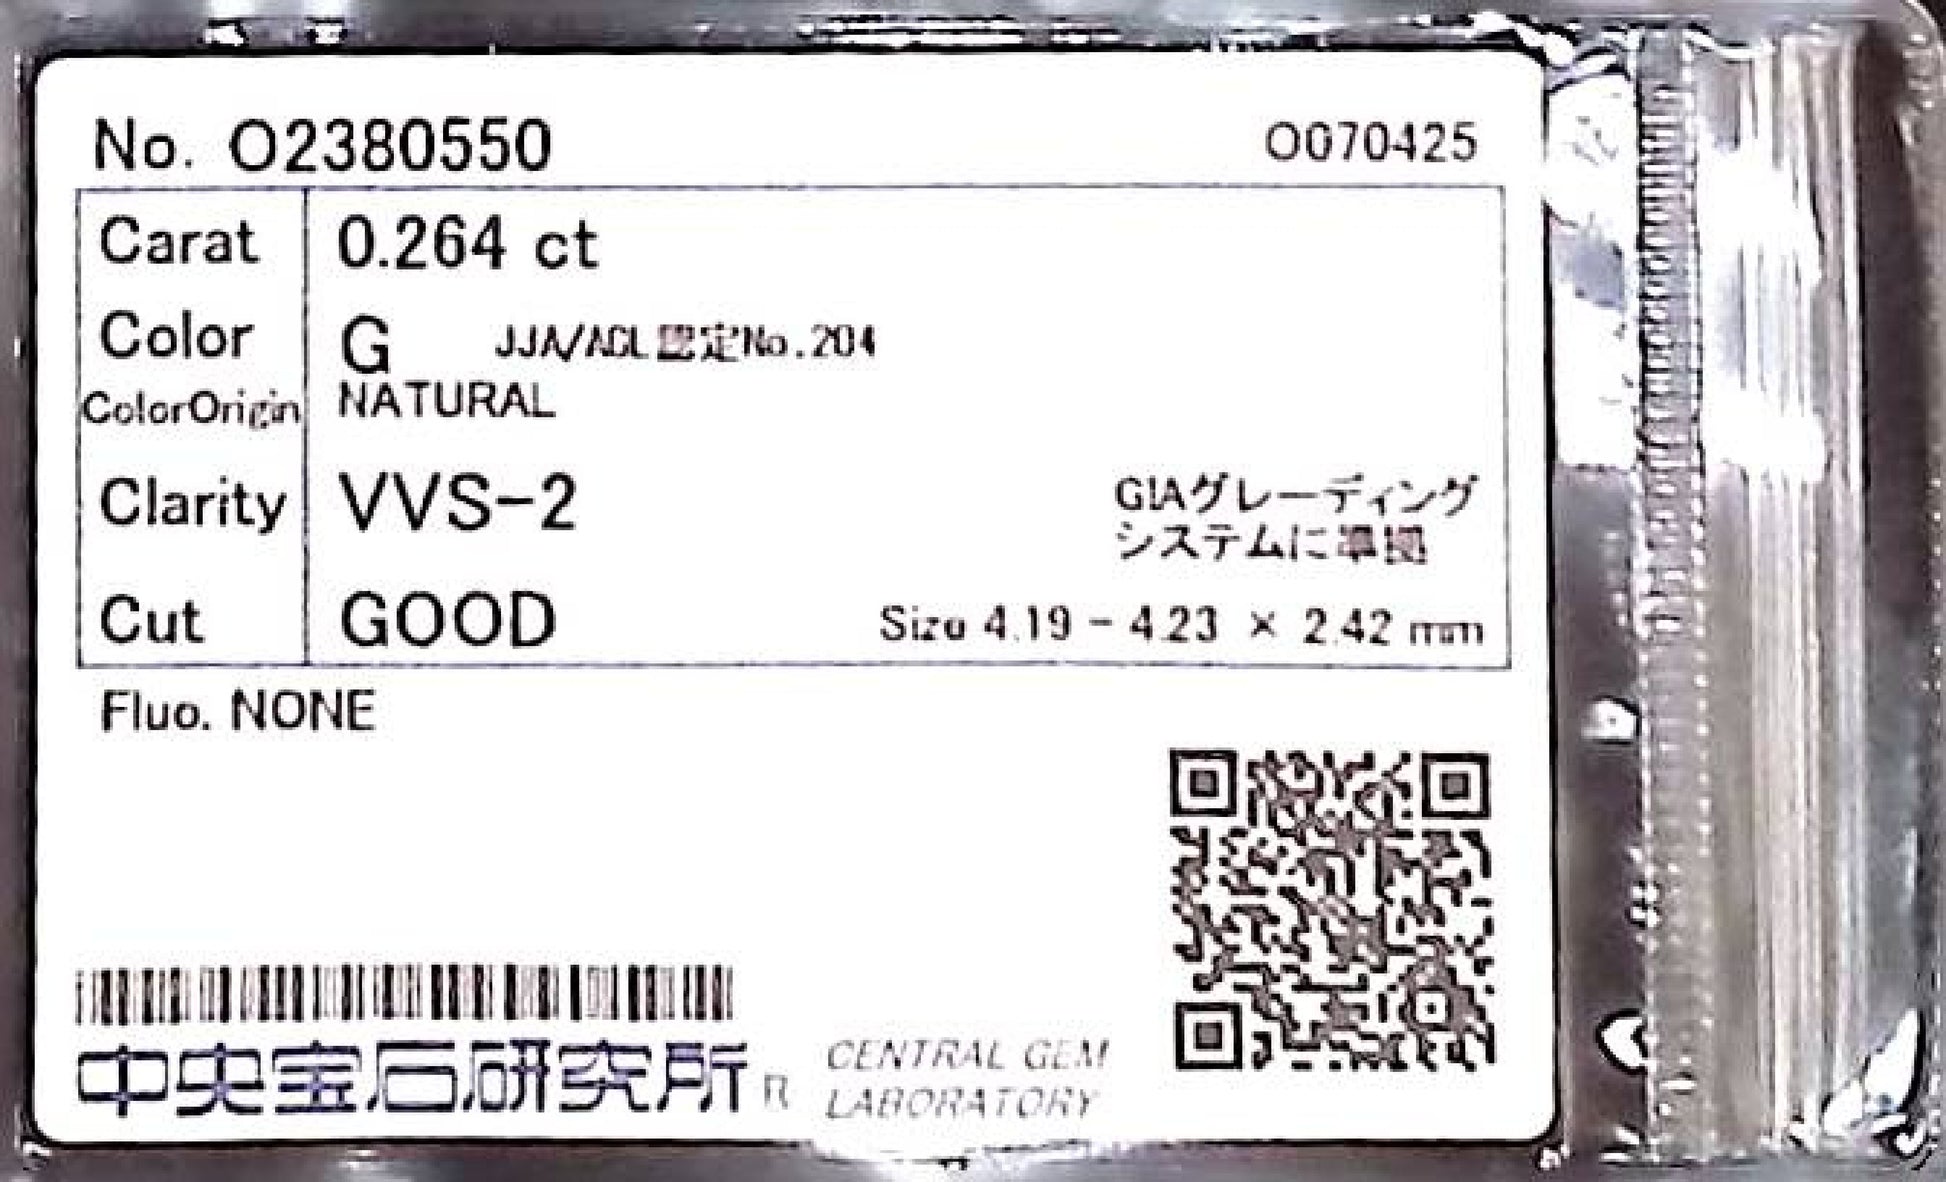 No. O2380550 O070425
Carat 0.264 ct
Color G JJA/AGL認定No.204
ColorOrigin NATURAL
Clarity VVS-2 GIAグレーディング
システムに準拠
Cut GOOD Size 4.19 - 4.23 × 2.42 mm
Fluo. NONE
中央宝石研究所 R CENTRAL GEM
LABORATORY